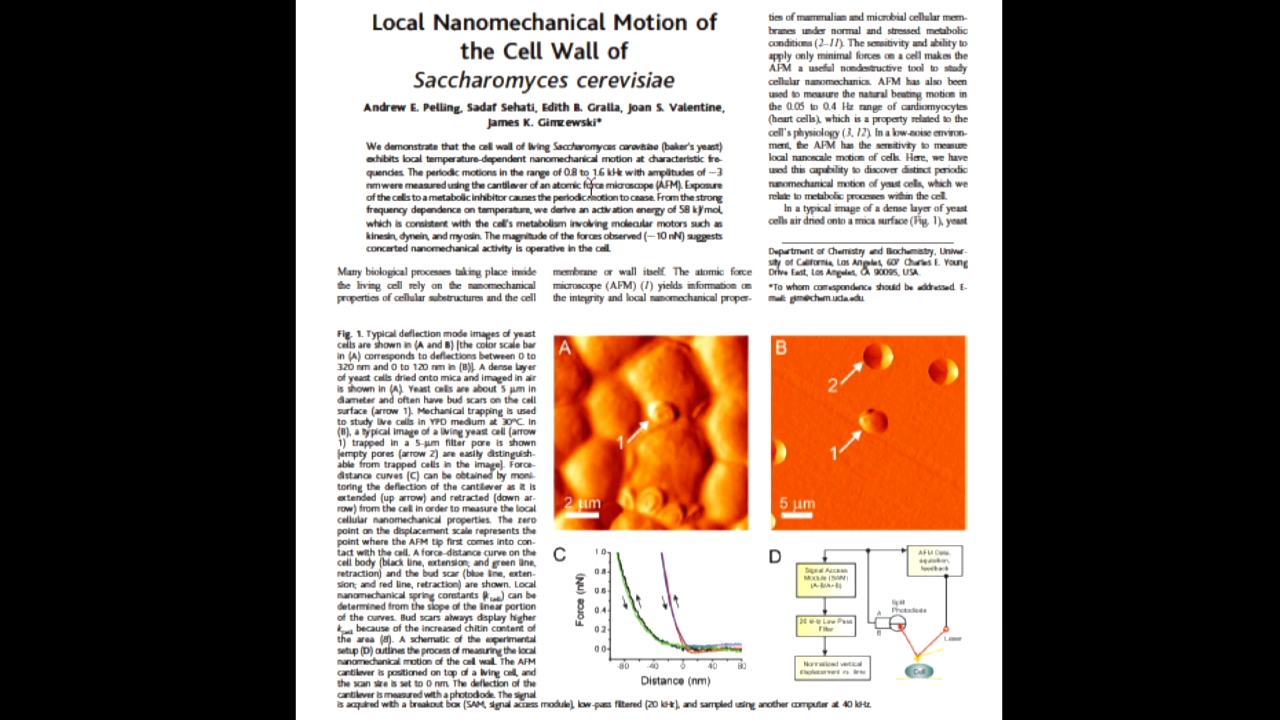 Local Nanomechanical Motion of
the Cell Wall of
Saccharomyces cerevisiae
Andrew E. Pelling, Sadaf Sehati, Edith B. Gralla, Joan S. Valentine,
James K. Gimzewski*
We demonstrate that the cell wall of living Saccharomyces cerevisiae (baker's yeast)
exhibits local temperature-dependent nanomechanical motion at characteristic fre-
quencies. The periodic motions in the range of 0.8 to 1.6 kHz with amplitudes of ~3
nm were measured using the cantilever of an atomic force microscope (AFM). Exposure
of the cells to a metabolic inhibitor causes the periodic motion to cease. From the strong
frequency dependence on temperature, we derive an activation energy of 58 kJ/mol,
which is consistent with the cell's metabolism involving molecular motors such as
kinesin, dynein, and myosin. The magnitude of the forces observed (~10 nN) suggests
concerted nanomechanical activity is operative in the cell.
Many biological processes taking place inside
the living cell rely on the nanomechanical
properties of cellular substructures and the cell
membrane or wall itself. The atomic force
microscope (AFM) (1) yields information on
the integrity and local nanomechanical proper-
ties of mammalian and microbial cellular mem-
branes under normal and stressed metabolic
conditions (2–11). The sensitivity and ability to
apply only minimal forces on a cell makes the
AFM a useful nondestructive tool to study
cellular nanomechanics. AFM has also been
used to measure the natural beating motion in
the 0.05 to 0.4 Hz range of cardiomyocytes
(heart cells), which is a property related to the
cell's physiology (3, 12). In a low-noise environ-
ment, the AFM has the sensitivity to measure
local nanoscale motion of cells. Here, we have
used this capability to discover distinct periodic
nanomechanical motion of yeast cells, which we
relate to metabolic processes within the cell.
In a typical image of a dense layer of yeast
cells air dried onto a mica surface (Fig. 1), yeast
Department of Chemistry and Biochemistry, Univer-
sity of California, Los Angeles, 607 Charles E. Young
Drive East, Los Angeles, CA 90095, USA.
*To whom correspondence should be addressed. E-
mail: gim@chem.ucla.edu
Fig. 1. Typical deflection mode images of yeast
cells are shown in (A and B) [the color scale bar
in (A) corresponds to deflections between 0 to
320 nm and 0 to 120 nm in (B)]. A dense layer
of yeast cells dried onto mica and imaged in air
is shown in (A). Yeast cells are about 5 µm in
diameter and often have bud scars on the cell
surface (arrow 1). Mechanical trapping is used
to study live cells in YPD medium at 30°C. In
(B), a typical image of a living yeast cell (arrow
1) trapped in a 5-µm filter pore is shown
[empty pores (arrow 2) are easily distinguish-
able from trapped cells in the image]. Force-
distance curves (C) can be obtained by moni-
toring the deflection of the cantilever as it is
extended (up arrow) and retracted (down ar-
row) from the cell in order to measure the local
cellular nanomechanical properties. The zero
point on the displacement scale represents the
point where the AFM tip first comes into con-
tact with the cell. A force-distance curve on the
cell body (black line, extension; and green line,
retraction) and the bud scar (blue line, exten-
sion; and red line, retraction) are shown. Local
nanomechanical spring constants (k cell) can be
determined from the slope of the linear portion
of the curves. Bud scars always display higher
k cell because of the increased chitin content of
the area (8). A schematic of the experimental
setup (D) outlines the process of measuring the local
nanomechanical motion of the cell wall. The AFM
cantilever is positioned on top of a living cell, and
the scan size is set to 0 nm. The deflection of the
cantilever is measured with a photodiode. The signal
is acquired with a breakout box (SAM, signal access module), low-pass filtered (20 kHz), and sampled using another computer at 40 kHz.
A
1
2 µm
B
2
1
5 µm
C
Force (nN)
1.0
0.8
0.6
0.4
0.2
0.0
-80 -40 0 40 80
Distance (nm)
D
Signal Access
Module (SAM)
(A-B/A+B)
20 kHz Low Pass
Filter
Normalized vertical
displacement vs. time
AFM Data,
aquisition,
feedback
Split
Photodiode
A
B
Laser
Cell